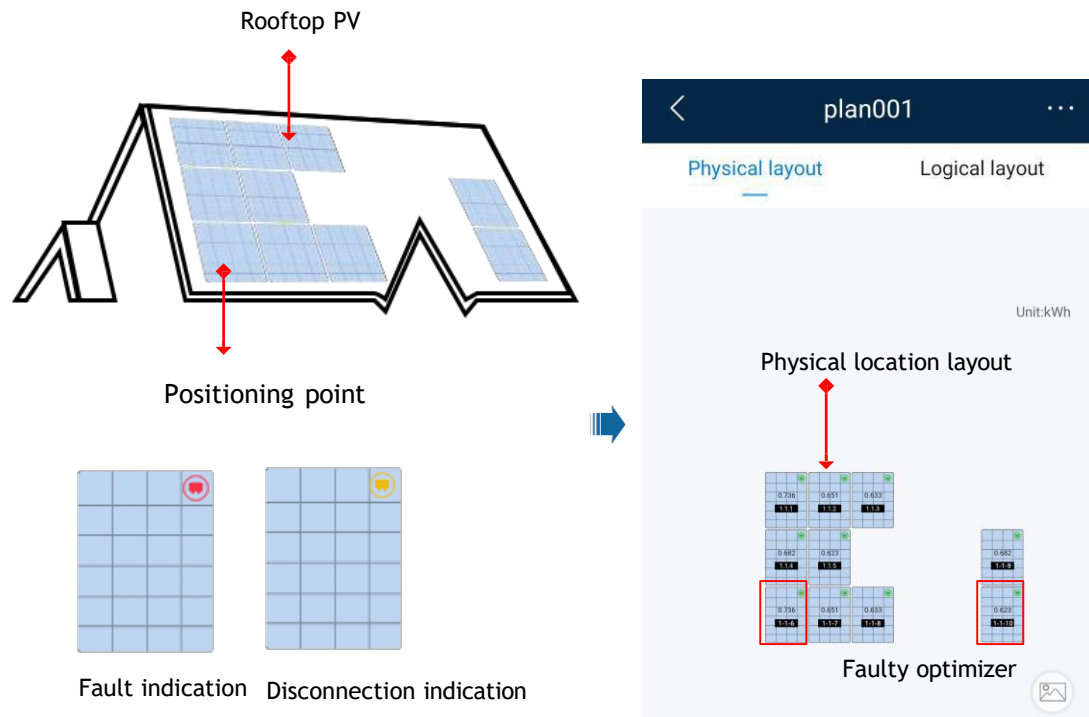 Rooftop PV
Positioning point
Fault indication
Disconnection indication
plan001
Physical layout
Logical layout
Unit:kWh
Physical location layout
0.736
0.651
0.633
1.1.1
1.1.2
1.1.3
0.682
0.623
0.682
1.1.4
1.1.5
1-1-9
0.736
0.651
0.633
0.623
1-1-6
1-1-7
1-1-8
1-1-10
Faulty optimizer